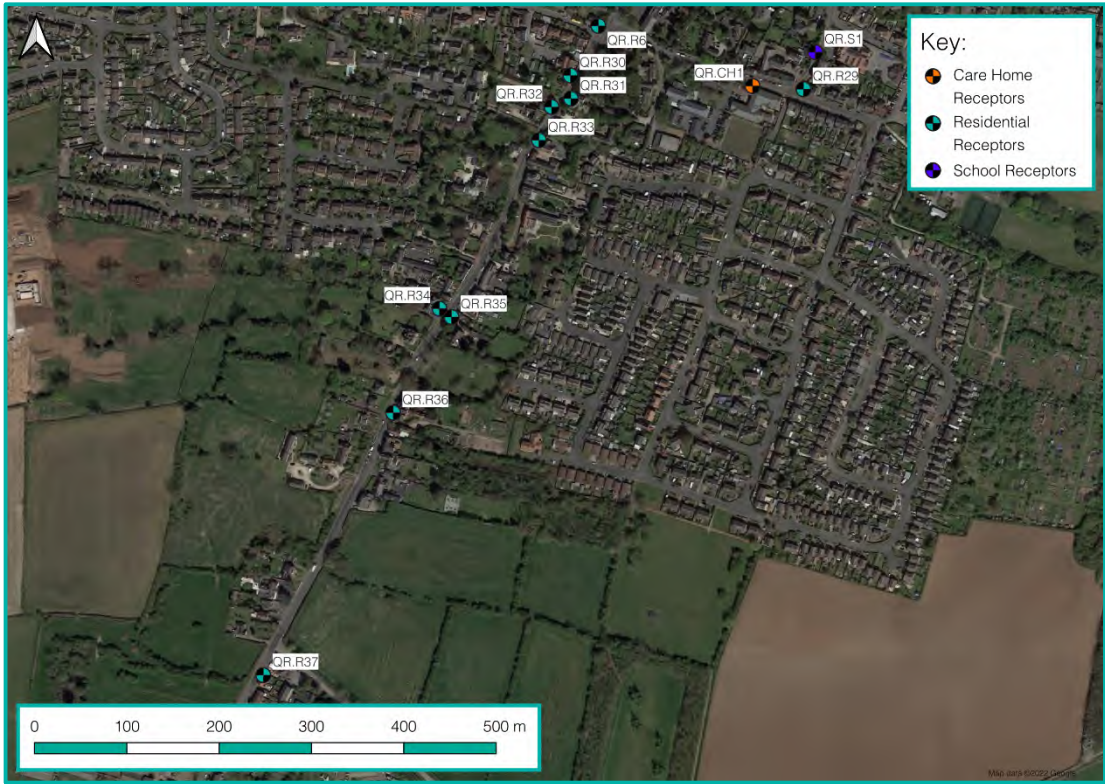 QR.R6
QR.S1
QR.R30
QR.CH1
QR.R29
QR.R31
QR.R32
QR.R33
Key:
Care Home
Receptors
Residential
Receptors
School Receptors
QR.R34
QR.R35
QR.R36
QR.R37
0 100 200 300 400 500 m
Map data ©2022 Google